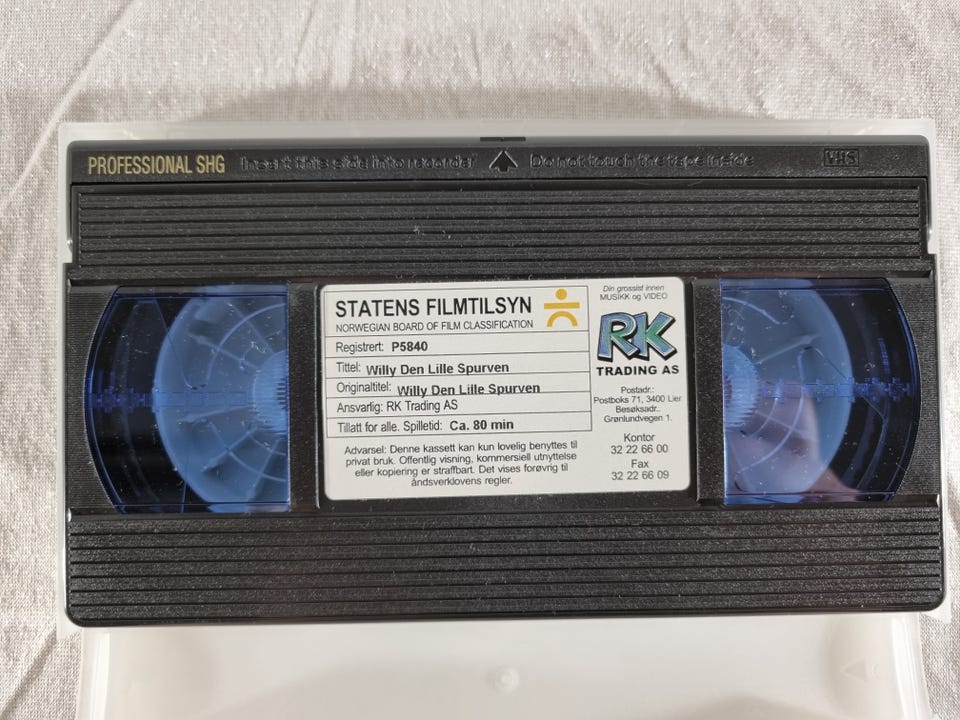 PROFESSIONAL SHG Insert this side into recorder Do not touch the tape inside VHS
STATENS FILMTILSYN
NORWEGIAN BOARD OF FILM CLASSIFICATION
Registrert: P5840
Tittel: Willy Den Lille Spurven
Originaltitel: Willy Den Lille Spurven
Ansvarlig: RK Trading AS
Tillatt for alle. Spilletid: Ca. 80 min
Advarsel: Denne kassett kan kun lovelig benyttes til
privat bruk. Offentlig visning, kommersiell utnyttelse
eller kopiering er straffbart. Det vises forøvrig til
åndsverklovens regler.
Din grossist innen
MUSIKK og VIDEO
RK
TRADING AS
Postadr.:
Postboks 71, 3400 Lier
Besøksadr.:
Grønlundvegen 1.
Kontor
32 22 66 00
Fax
32 22 66 09